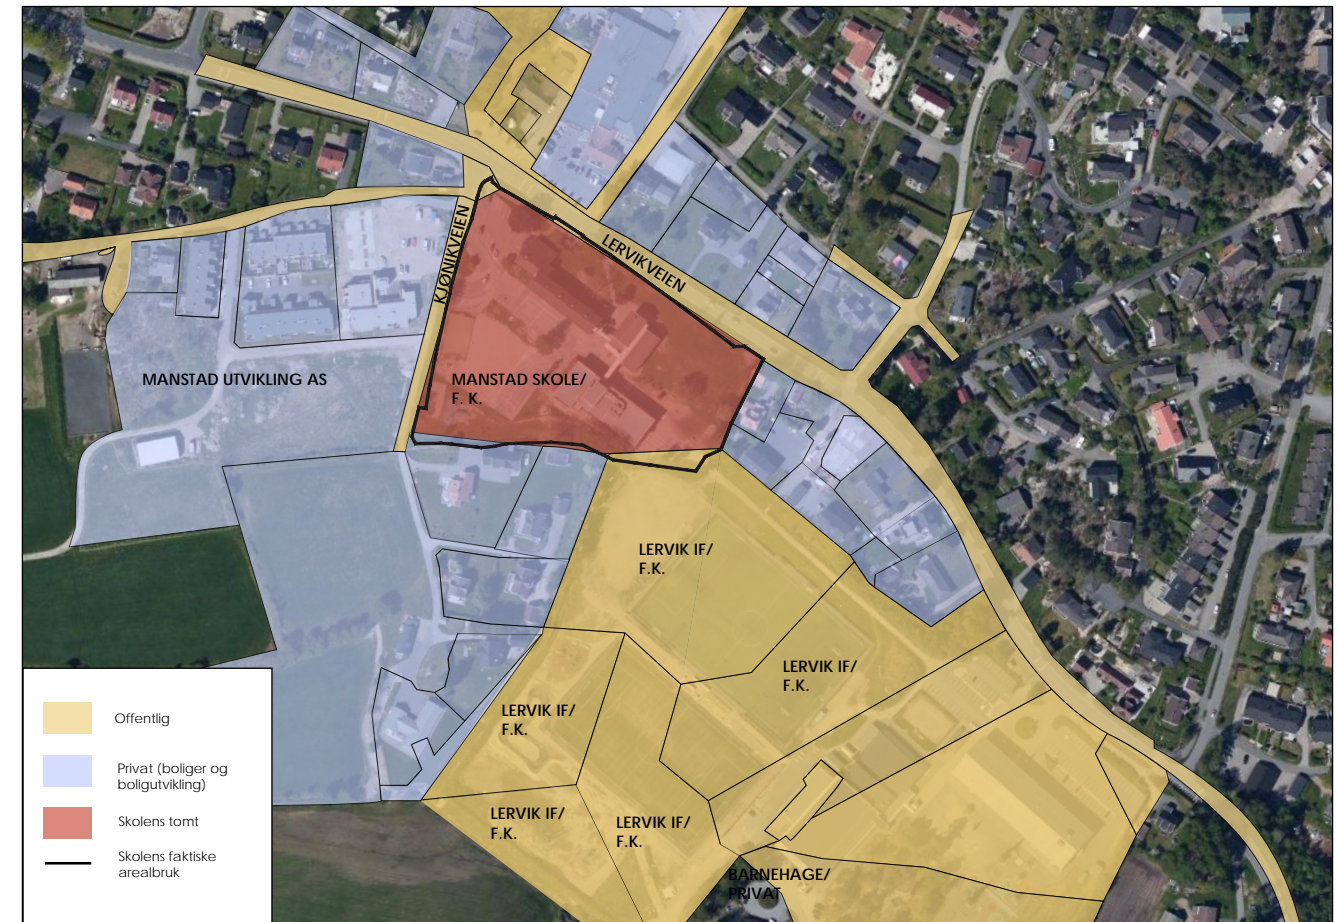 KJØNIKVEIEN
LERVIKVEIEN
MANSTAD UTVIKLING AS
MANSTAD SKOLE/
F. K.
LERVIK IF/
F.K.
LERVIK IF/
F.K.
LERVIK IF/
F.K.
LERVIK IF/
F.K.
LERVIK IF/
F.K.
BARNEHAGE/
PRIVAT
Offentlig
Privat (boliger og
boligutvikling)
Skolens tomt
Skolens faktiske
arealbruk